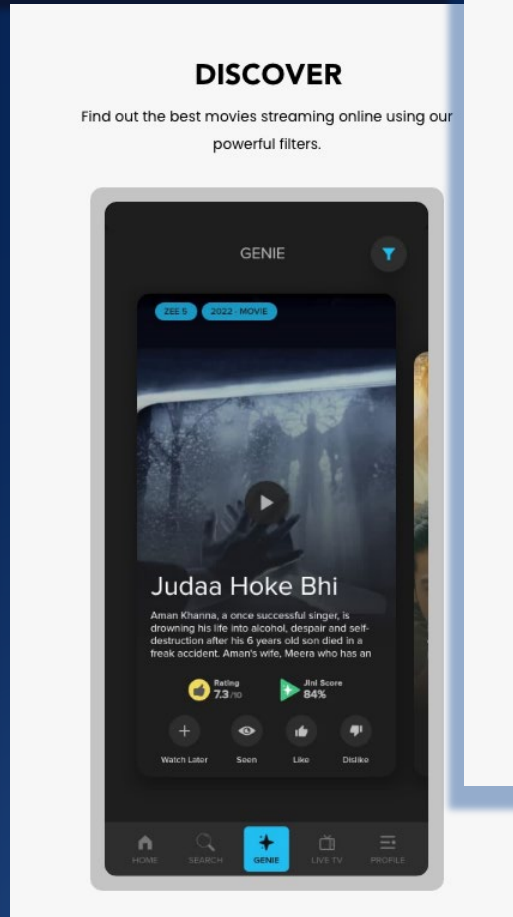 DISCOVER
Find out the best movies streaming online using our
powerful filters.
GENIE
ZEE 5
2022 - MOVIE
Judaa Hoke Bhi
Aman Khanna, a once successful singer, is
drowning his life into alcohol, despair and self-
destruction after his 6 years old son died in a
freak accident. Aman's wife, Meera who has an
Rating
7.3 /10
Jini Score
84%
Watch Later
Seen
Like
Dislike
HOME
SEARCH
GENIE
LIVE TV
PROFILE